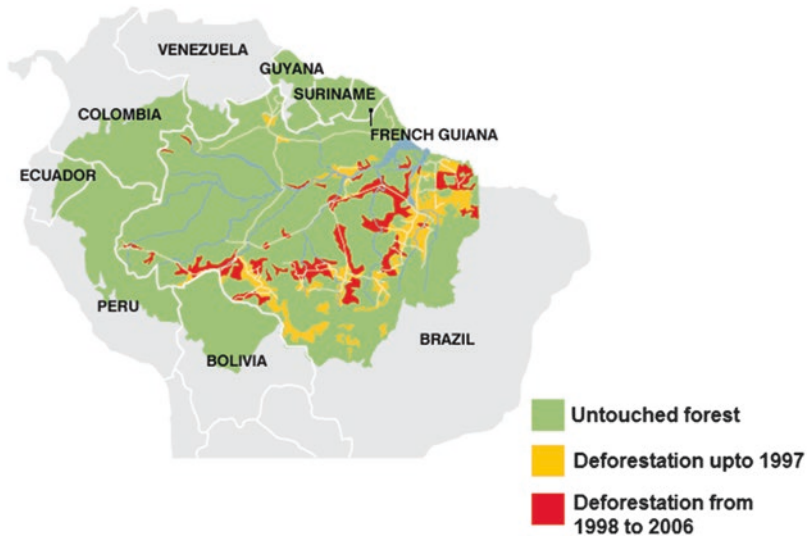 VENEZUELA
GUYANA
SURINAME
COLOMBIA
FRENCH GUIANA
ECUADOR
PERU
BRAZIL
BOLIVIA
Untouched forest
Deforestation upto 1997
Deforestation from
1998 to 2006